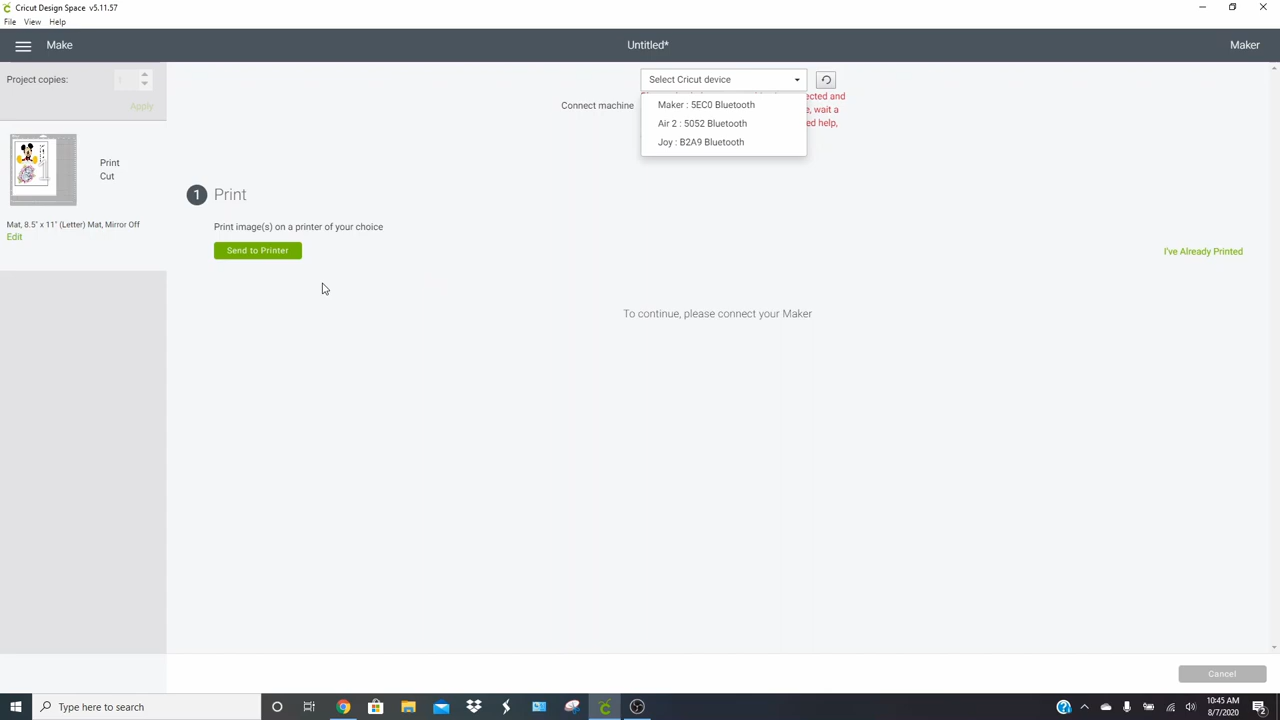 Cricut Design Space v5.11.57
File View Help
Make
Untitled*
Maker
Project copies:
1
Apply
Select Cricut device
Connect machine
Maker : 5EC0 Bluetooth
Air 2 : 5052 Bluetooth
Joy : B2A9 Bluetooth
and
, wait a
help,
Print
Cut
Mat, 8.5" x 11" (Letter) Mat, Mirror Off
Edit
1 Print
Print image(s) on a printer of your choice
Send to Printer
I've Already Printed
To continue, please connect your Maker
Cancel
Type here to search
10:45 AM
8/7/2020
2